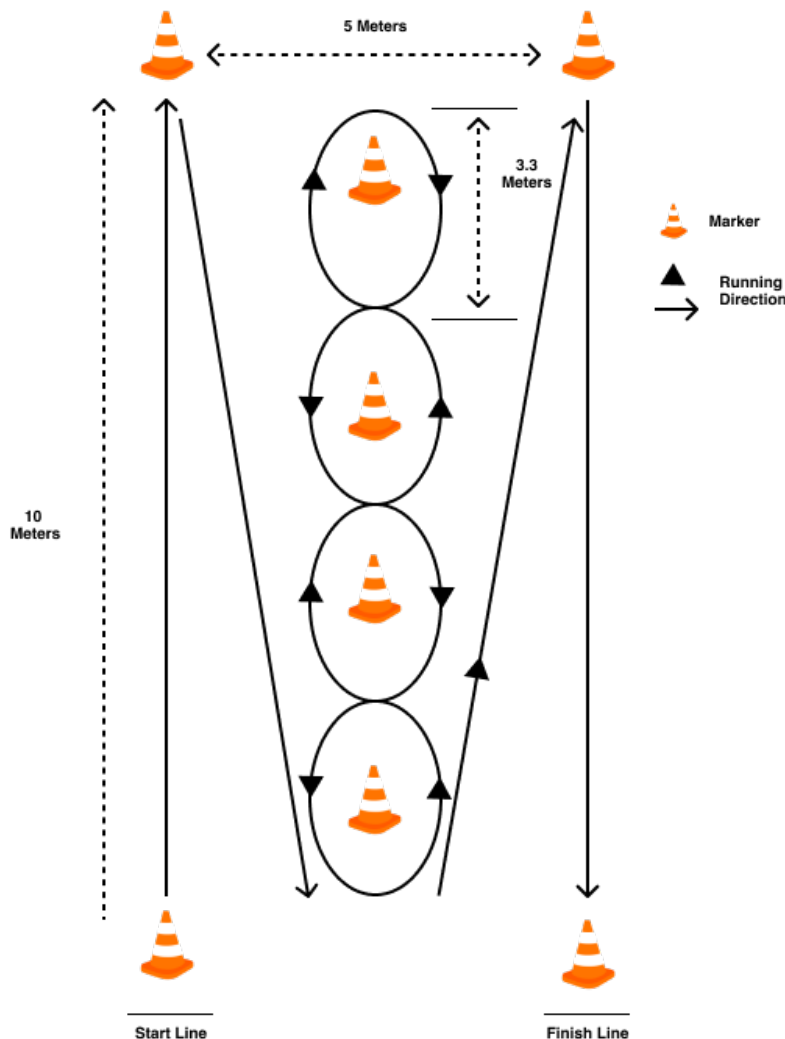 5 Meters
3.3
Meters
Marker
Running
Direction
10
Meters
Start Line
Finish Line